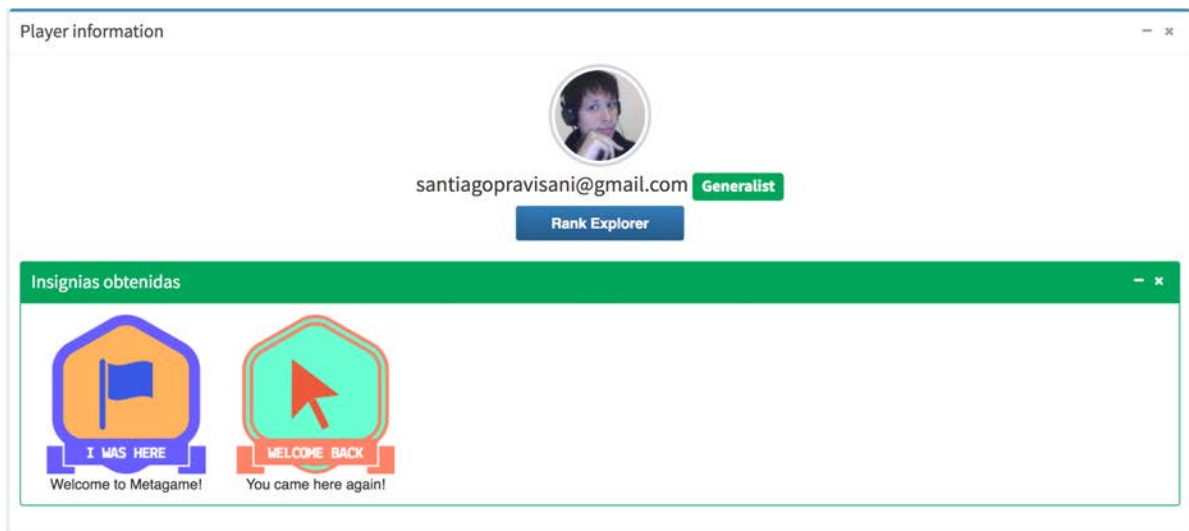 Player information
santiagopravisani@gmail.com Generalist
Rank Explorer
Insignias obtenidas
I WAS HERE
Welcome to Metagame!
WELCOME BACK
You came here again!